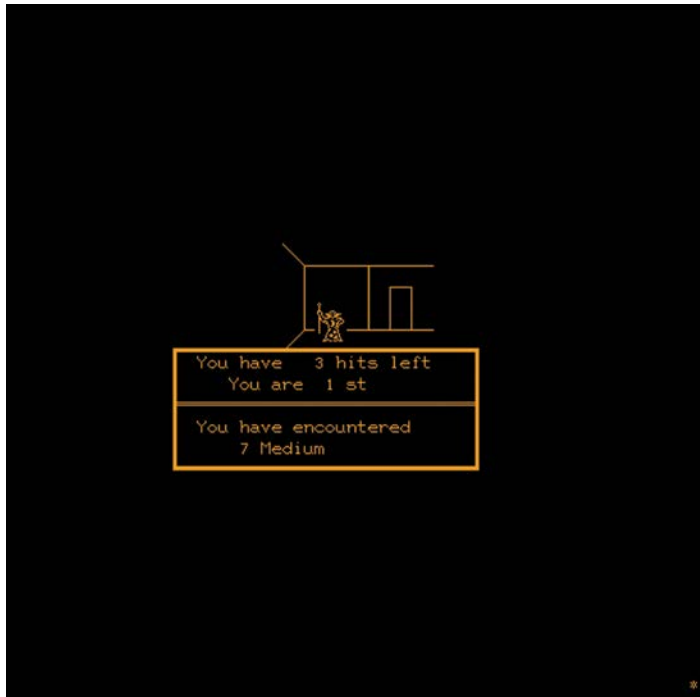 You have 3 hits left
You are 1 st
You have encountered
7 Medium
*